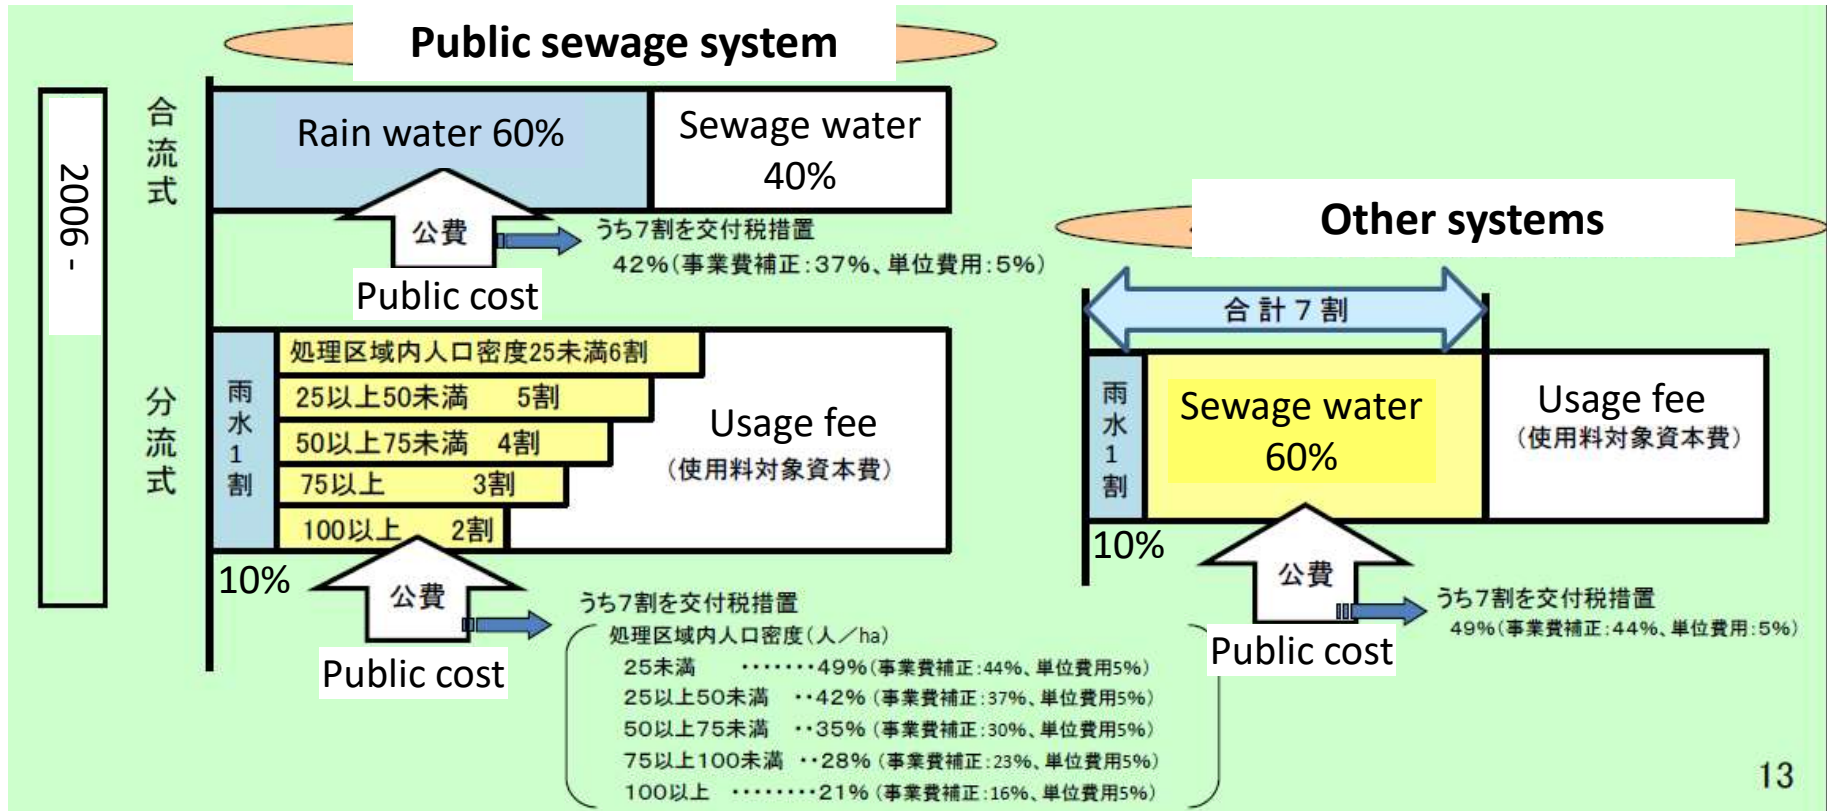 Public sewage system
2006 -
合流式
Rain water 60%
Sewage water
40%
公費
Public cost
うち7割を交付税措置
42%(事業費補正:37%、単位費用:5%)
分流式
雨水1割
処理区域内人口密度25未満6割
25以上50未満 5割
50以上75未満 4割
75以上 3割
100以上 2割
Usage fee
(使用料対象資本費)
10%
公費
Public cost
うち7割を交付税措置
処理区域内人口密度(人/ha)
25未満 ・・・・・・・49%(事業費補正:44%、単位費用5%)
25以上50未満 ・・42%(事業費補正:37%、単位費用5%)
50以上75未満 ・・35%(事業費補正:30%、単位費用5%)
75以上100未満 ・・28%(事業費補正:23%、単位費用5%)
100以上 ・・・・・・・・21%(事業費補正:16%、単位費用5%)
Other systems
合計7割
雨水1割
Sewage water
60%
Usage fee
(使用料対象資本費)
10%
公費
Public cost
うち7割を交付税措置
49%(事業費補正:44%、単位費用:5%)
13